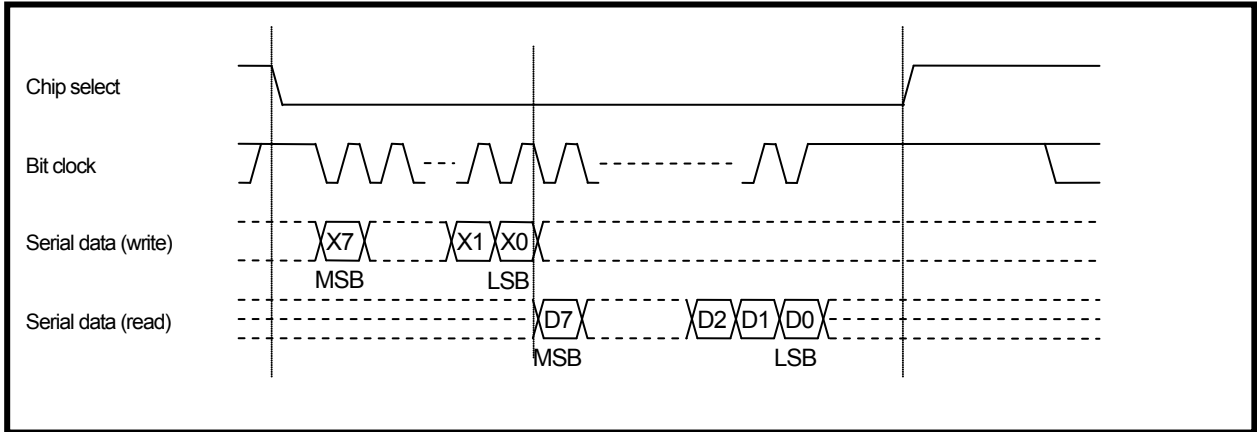 Chip select
Bit clock
Serial data (write)
X7 X1 X0
MSB LSB
Serial data (read)
D7 D2 D1 D0
MSB LSB